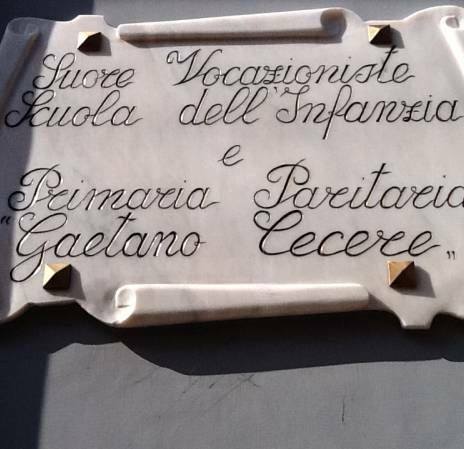 Suore Vocazioniste
Scuola dell'Infanzia
e
Primaria Paritaria
"Gaetano Cecere"